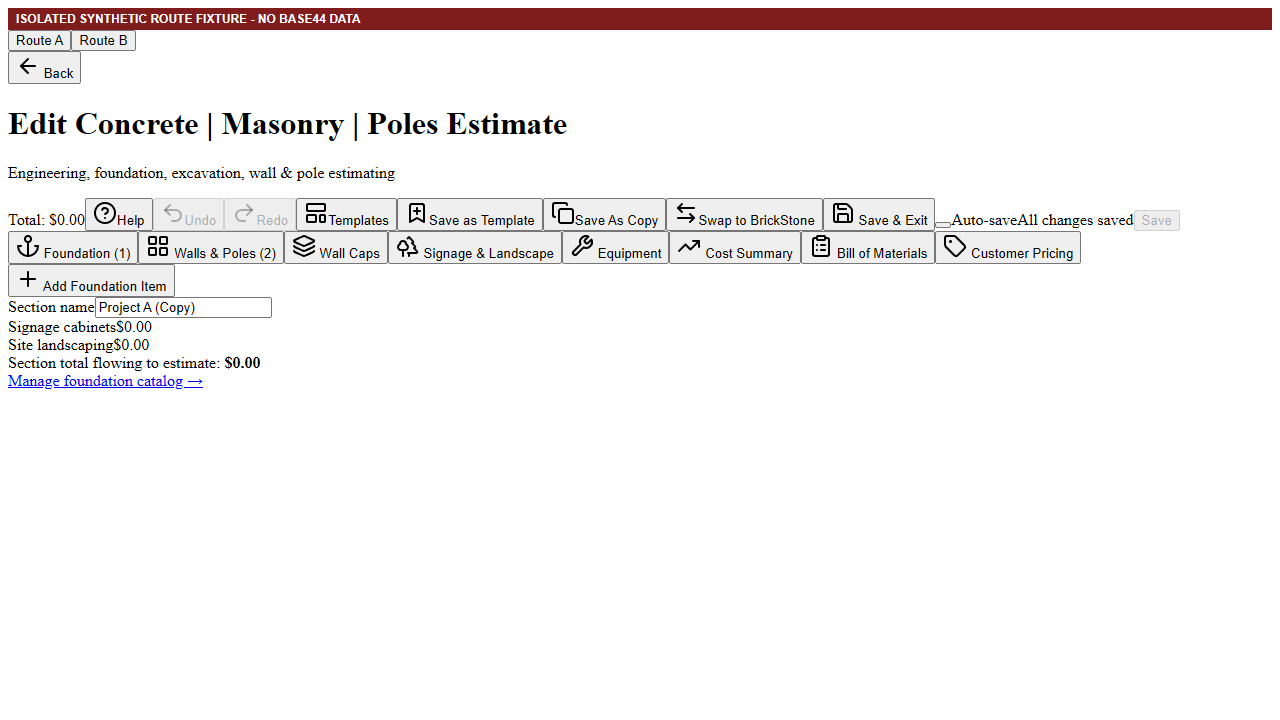 ISOLATED SYNTHETIC ROUTE FIXTURE - NO BASE44 DATA
Route A Route B
Back
Edit Concrete | Masonry | Poles Estimate
Engineering, foundation, excavation, wall & pole estimating
Total: $0.00 Help Undo Redo Templates Save as Template Save As Copy Swap to BrickStone Save & Exit Auto-save All changes saved Save
Foundation (1) Walls & Poles (2) Wall Caps Signage & Landscape Equipment Cost Summary Bill of Materials Customer Pricing
Add Foundation Item
Section name Project A (Copy)
Signage cabinets$0.00
Site landscaping$0.00
Section total flowing to estimate: $0.00
Manage foundation catalog →